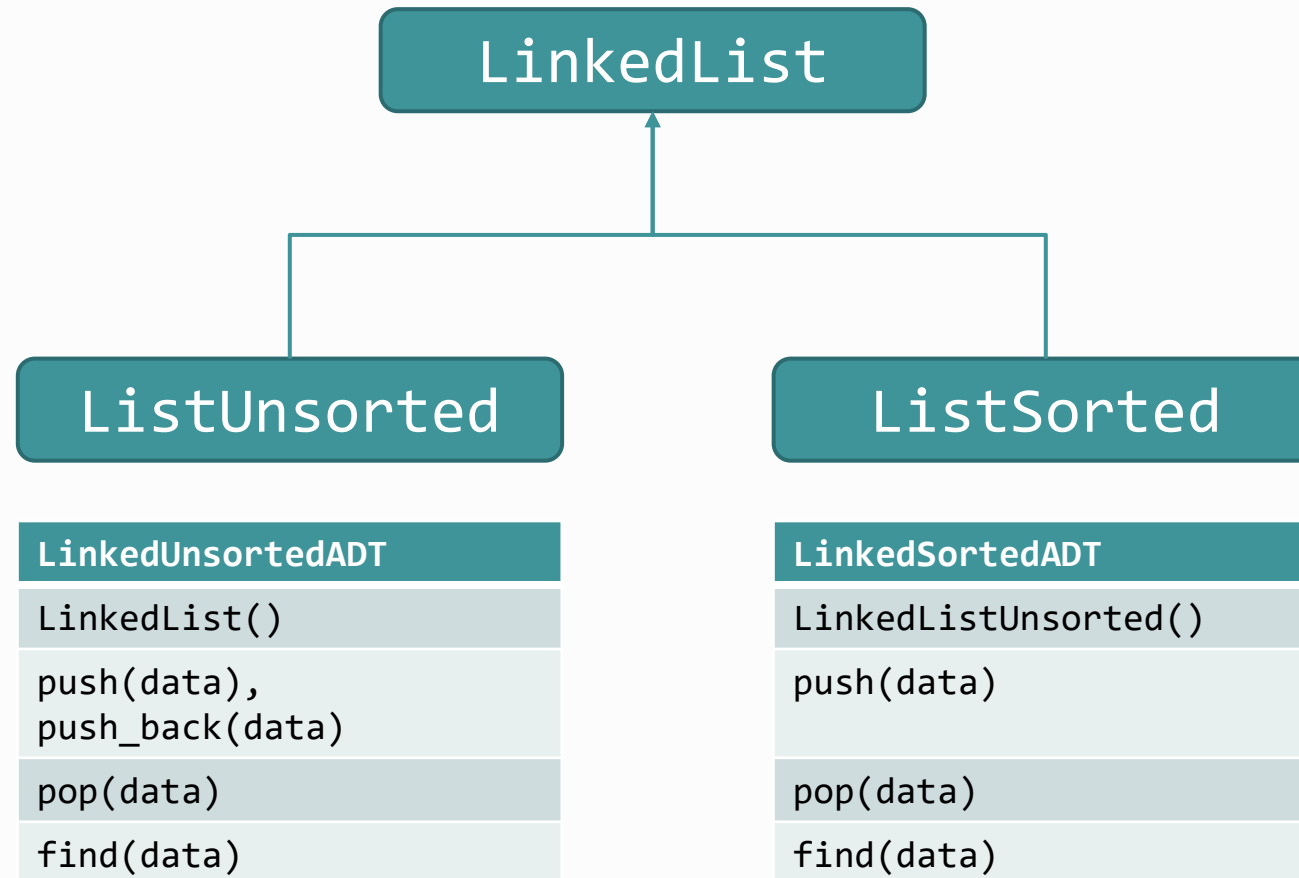 LinkedList
ListUnsorted
ListSorted
LinkedUnsortedADT
LinkedList()
push(data),
push_back(data)
pop(data)
find(data)
LinkedSortedADT
LinkedListUnsorted()
push(data)
pop(data)
find(data)